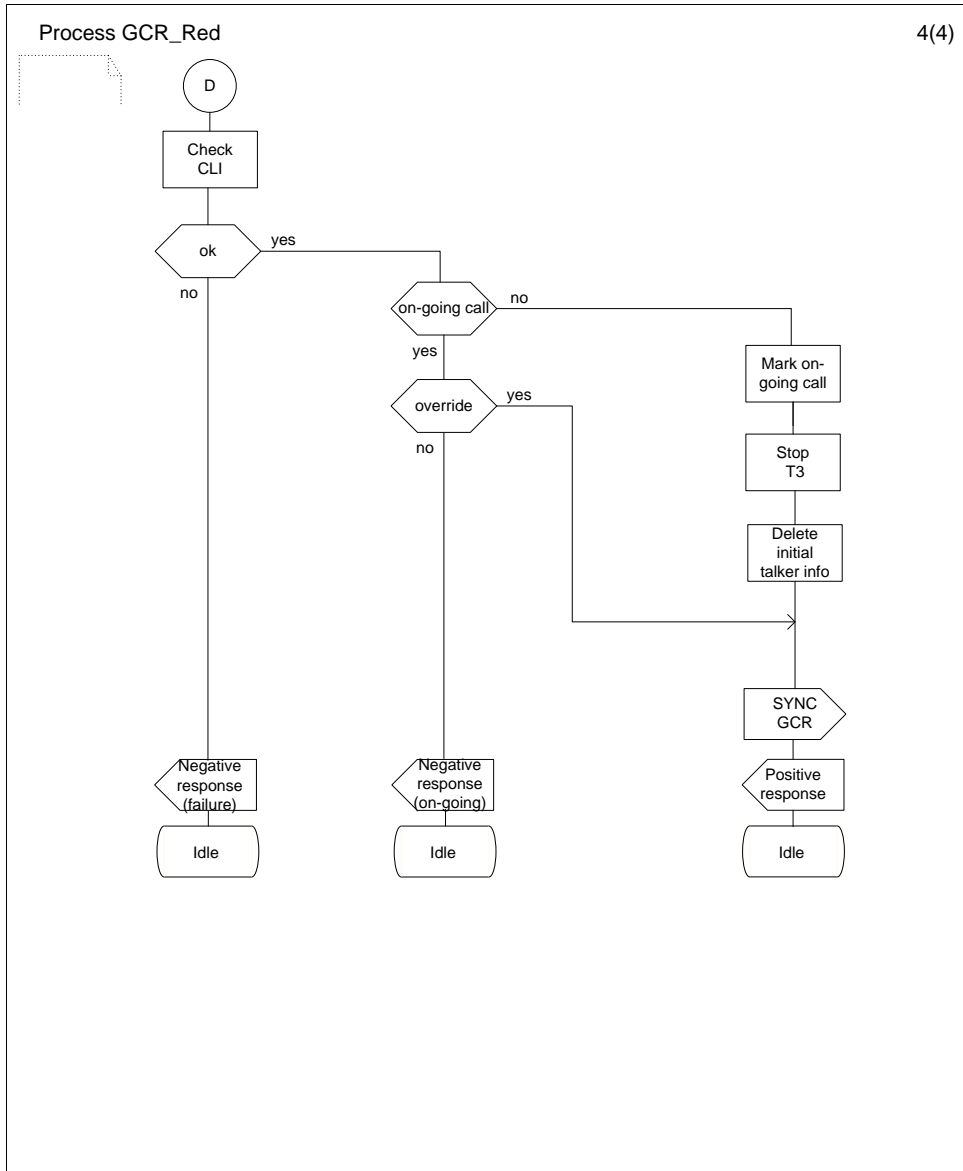 Process GCR_Red
4(4)
D
Check
CLI
ok
yes
no
on-going call
no
yes
Mark on-
going call
override
yes
no
Stop
T3
Delete
initial
talker info
SYNC
GCR
Negative
response
(failure)
Negative
response
(on-going)
Positive
response
Idle
Idle
Idle